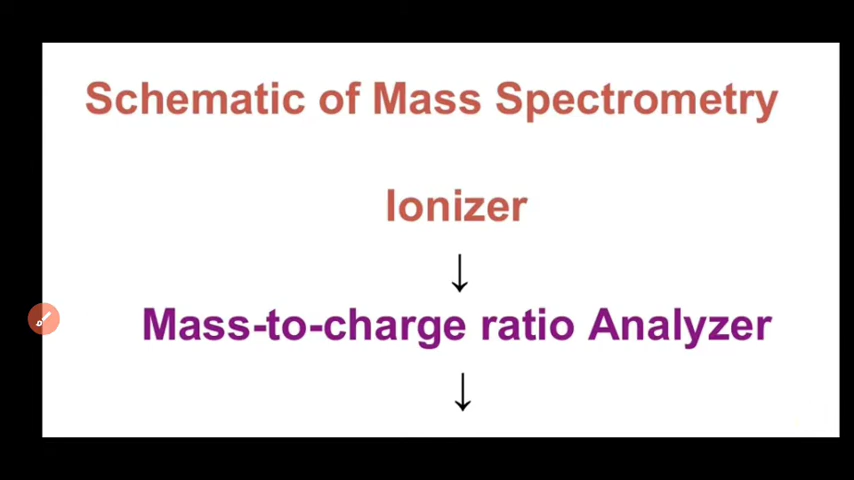 Schematic of Mass Spectrometry
Ionizer
↓
Mass-to-charge ratio Analyzer
↓